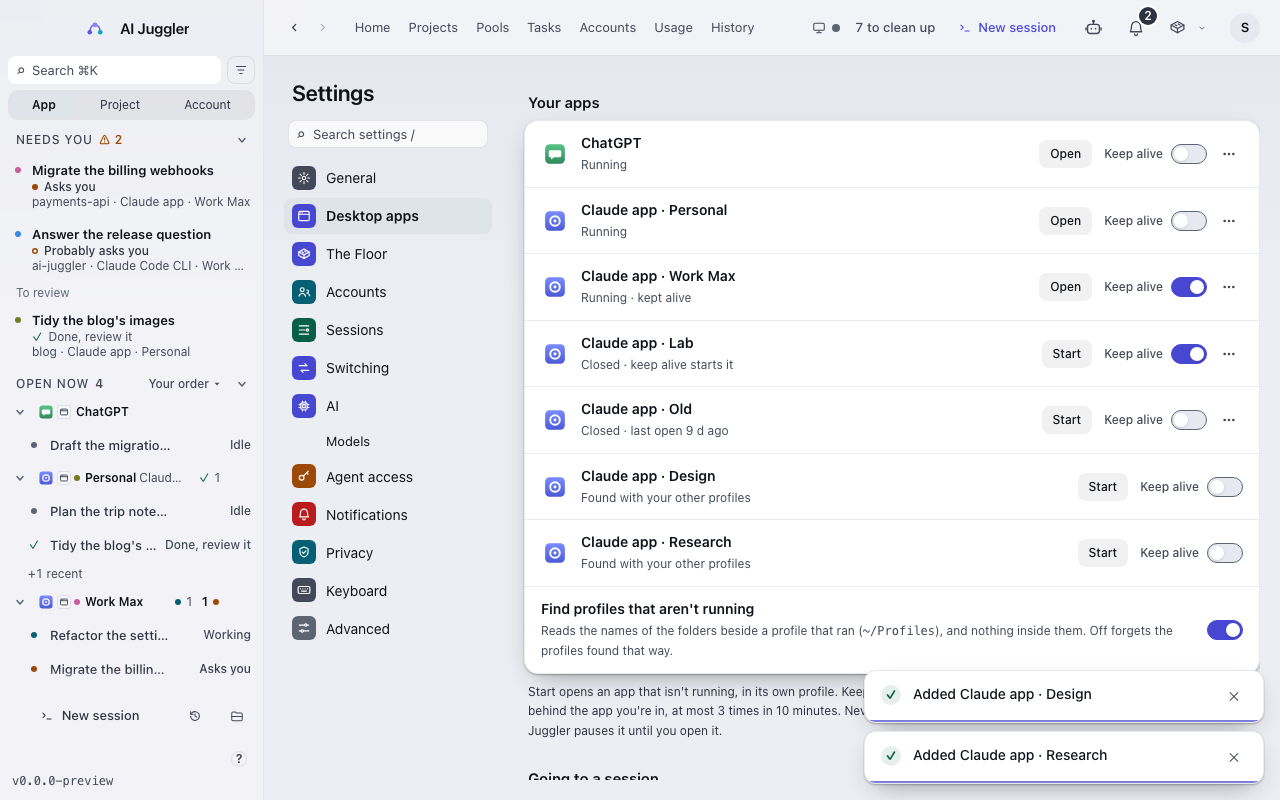 AI Juggler
Search ⌘K
App Project Account
NEEDS YOU 2
Migrate the billing webhooks
Asks you
payments-api · Claude app · Work Max
Answer the release question
Probably asks you
ai-juggler · Claude Code CLI · Work ...
To review
Tidy the blog's images
Done, review it
blog · Claude app · Personal
OPEN NOW 4 Your order
ChatGPT
Draft the migratio... Idle
Personal Claud... 1
Plan the trip note... Idle
Tidy the blog's ... Done, review it
+1 recent
Work Max 1 1
Refactor the setti... Working
Migrate the billin... Asks you
New session
?
v0.0.0-preview
Home Projects Pools Tasks Accounts Usage History
7 to clean up
New session
2
S
Settings
Search settings /
General
Desktop apps
The Floor
Accounts
Sessions
Switching
AI
Models
Agent access
Notifications
Privacy
Keyboard
Advanced
Your apps
ChatGPT
Running
Open Keep alive
Claude app · Personal
Running
Open Keep alive
Claude app · Work Max
Running · kept alive
Open Keep alive
Claude app · Lab
Closed · keep alive starts it
Start Keep alive
Claude app · Old
Closed · last open 9 d ago
Start Keep alive
Claude app · Design
Found with your other profiles
Start Keep alive
Claude app · Research
Found with your other profiles
Start Keep alive
Find profiles that aren't running
Reads the names of the folders beside a profile that ran (~/Profiles), and nothing inside them. Off forgets the
profiles found that way.
Start opens an app that isn't running, in its own profile. Keep
behind the app you're in, at most 3 times in 10 minutes.
Juggler pauses it until you open it.
Going to a session
Added Claude app · Design
Added Claude app · Research